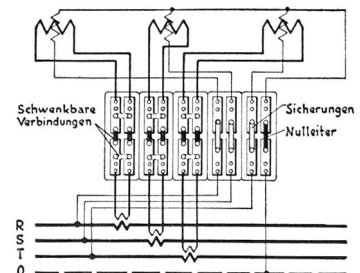 Schwenkbare
Verbindungen
Sicherungen
Nulleiter
R
S
T
0